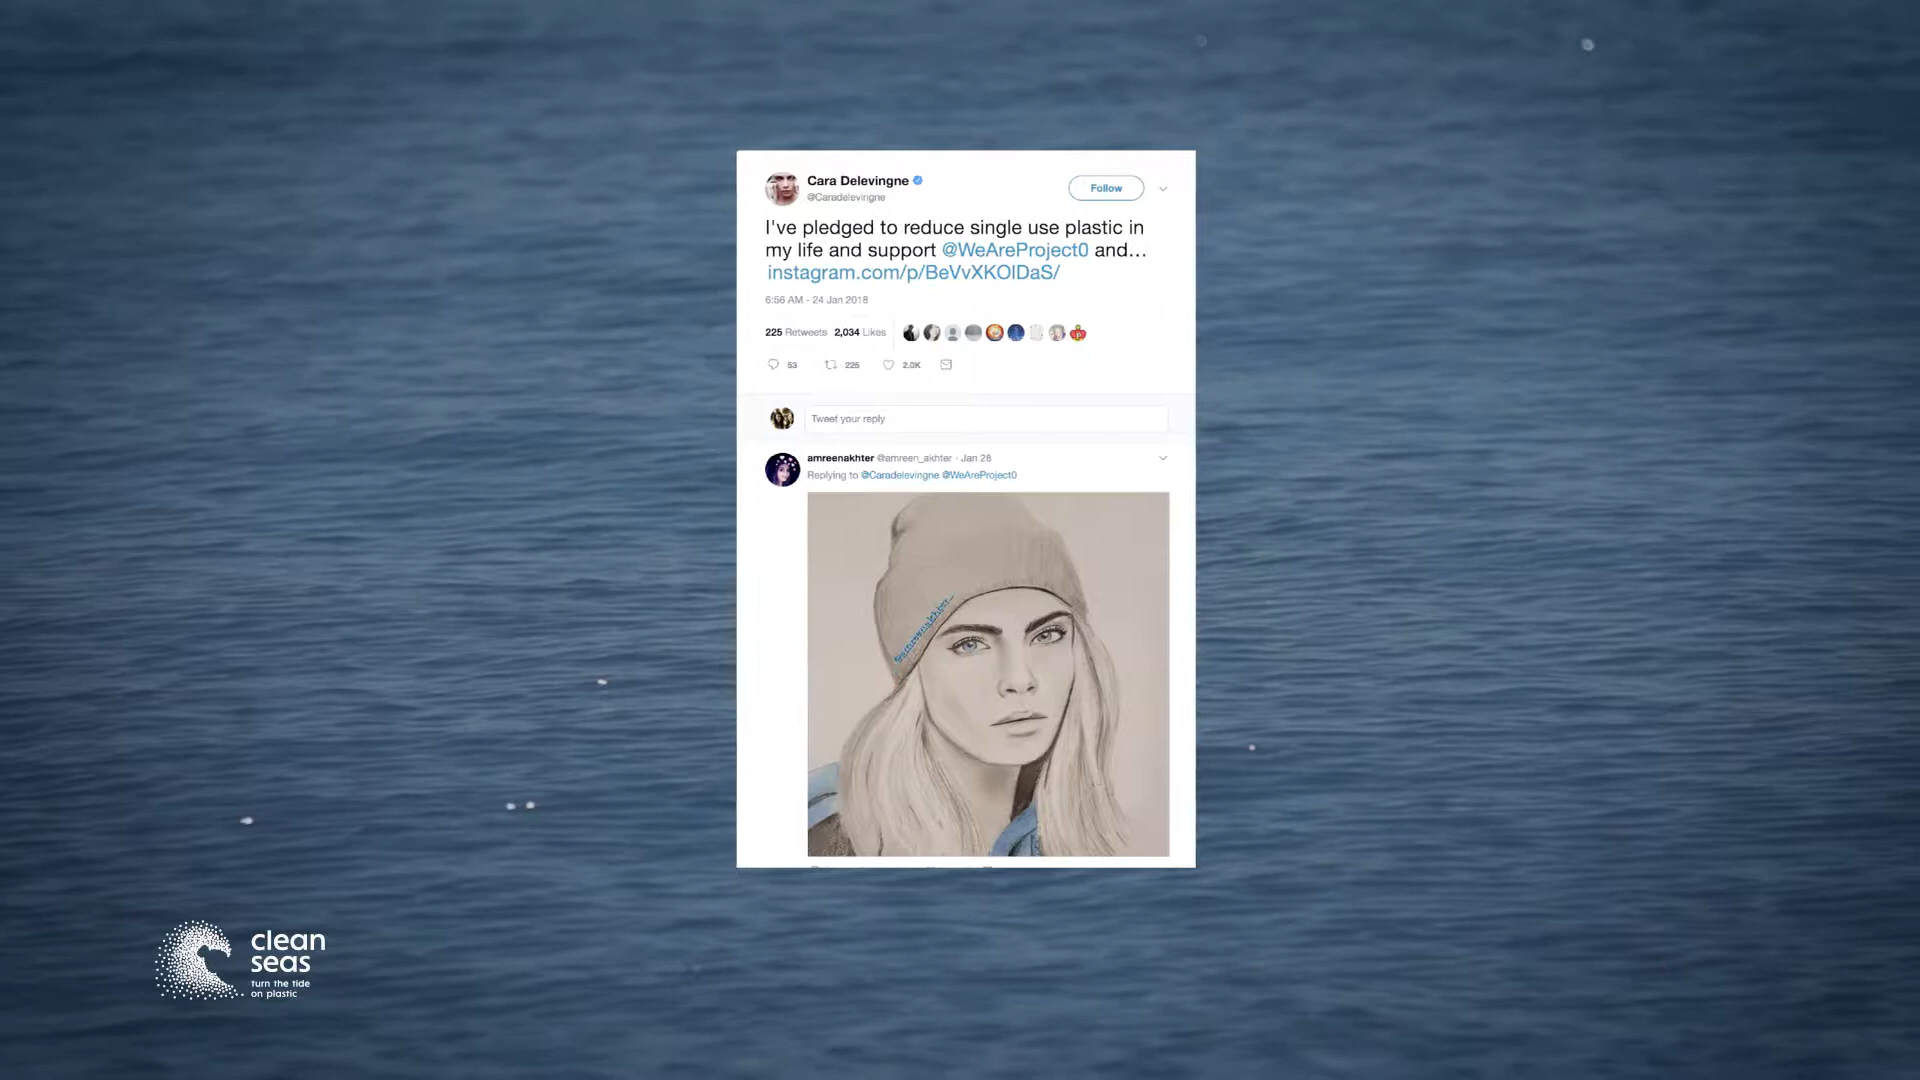 Cara Delevingne
@Caradelevingne
Follow
I've pledged to reduce single use plastic in
my life and support @WeAreProject0 and...
instagram.com/p/BeVvXKOlDaS/
6:56 AM - 24 Jan 2018
225 Retweets 2,034 Likes
53 225 2.0K
Tweet your reply
amreenakhter @amreen_akhter · Jan 26
Replying to @Caradelevingne @WeAreProject0
clean
seas
turn the tide
on plastic